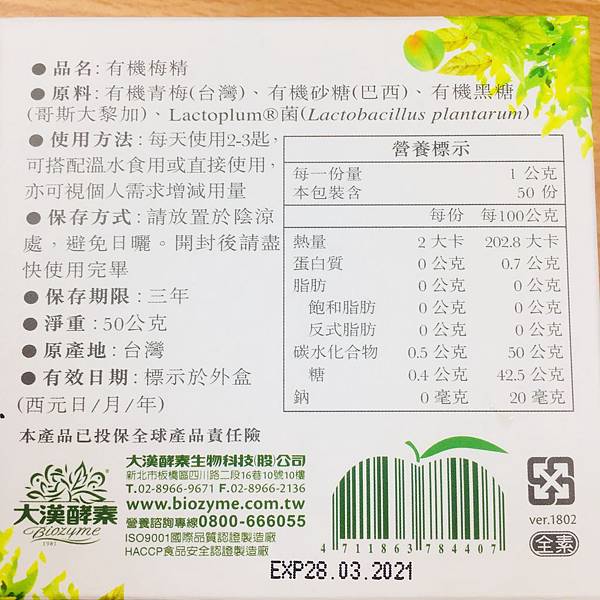 ● 品名: 有機梅精
● 原料: 有機青梅(台灣)、有機砂糖(巴西)、有機黑糖
(哥斯大黎加)、Lactoplum®菌(Lactobacillus plantarum)
● 使用方法: 每天使用2-3匙,
可搭配溫水食用或直接使用,
亦可視個人需求增減用量
● 保存方式: 請放置於陰涼
處，避免日曬。開封後請盡
快使用完畢
● 保存期限: 三年
● 淨重: 50公克
● 原產地: 台灣
● 有效日期: 標示於外盒
(西元日/月/年)
營養標示
每一份量 1 公克
本包裝含 50 份
每份 每100公克
熱量 2 大卡 202.8 大卡
蛋白質 0 公克 0.7 公克
脂肪 0 公克 0 公克
飽和脂肪 0 公克 0 公克
反式脂肪 0 公克 0 公克
碳水化合物 0.5 公克 50 公克
糖 0.4 公克 42.5 公克
鈉 0 毫克 20 毫克
本產品已投保全球產品責任險
大漢酵素
Biozyme
1981
大漢酵素生物科技(股)公司
新北市板橋區四川路二段16巷10號10樓
T.02-8966-9671 F.02-8966-2136
www.biozyme.com.tw
營養諮詢專線0800-666055
ISO9001國際品質認證製造廠
HACCP食品安全認證製造廠
4711863784407
ver.1802
全素
EXP28.03.2021